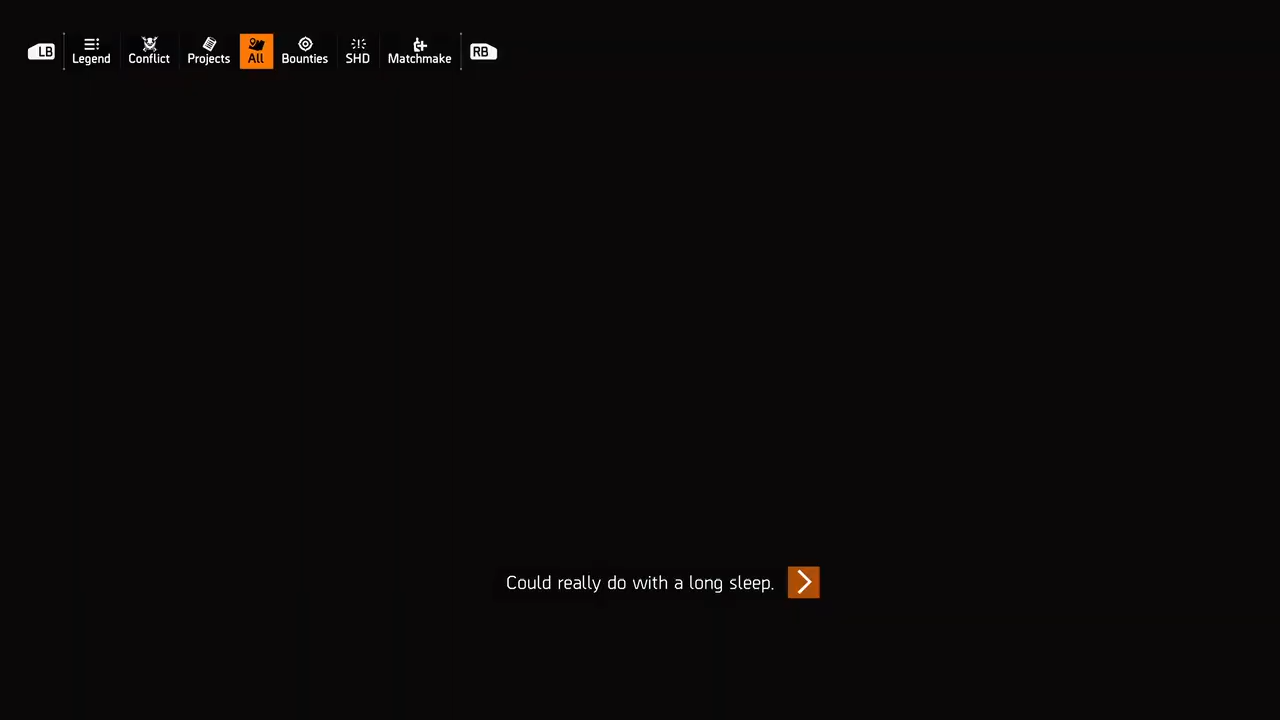 LB
Legend
Conflict
Projects
All
Bounties
SHD
Matchmake
RB
Could really do with a long sleep.